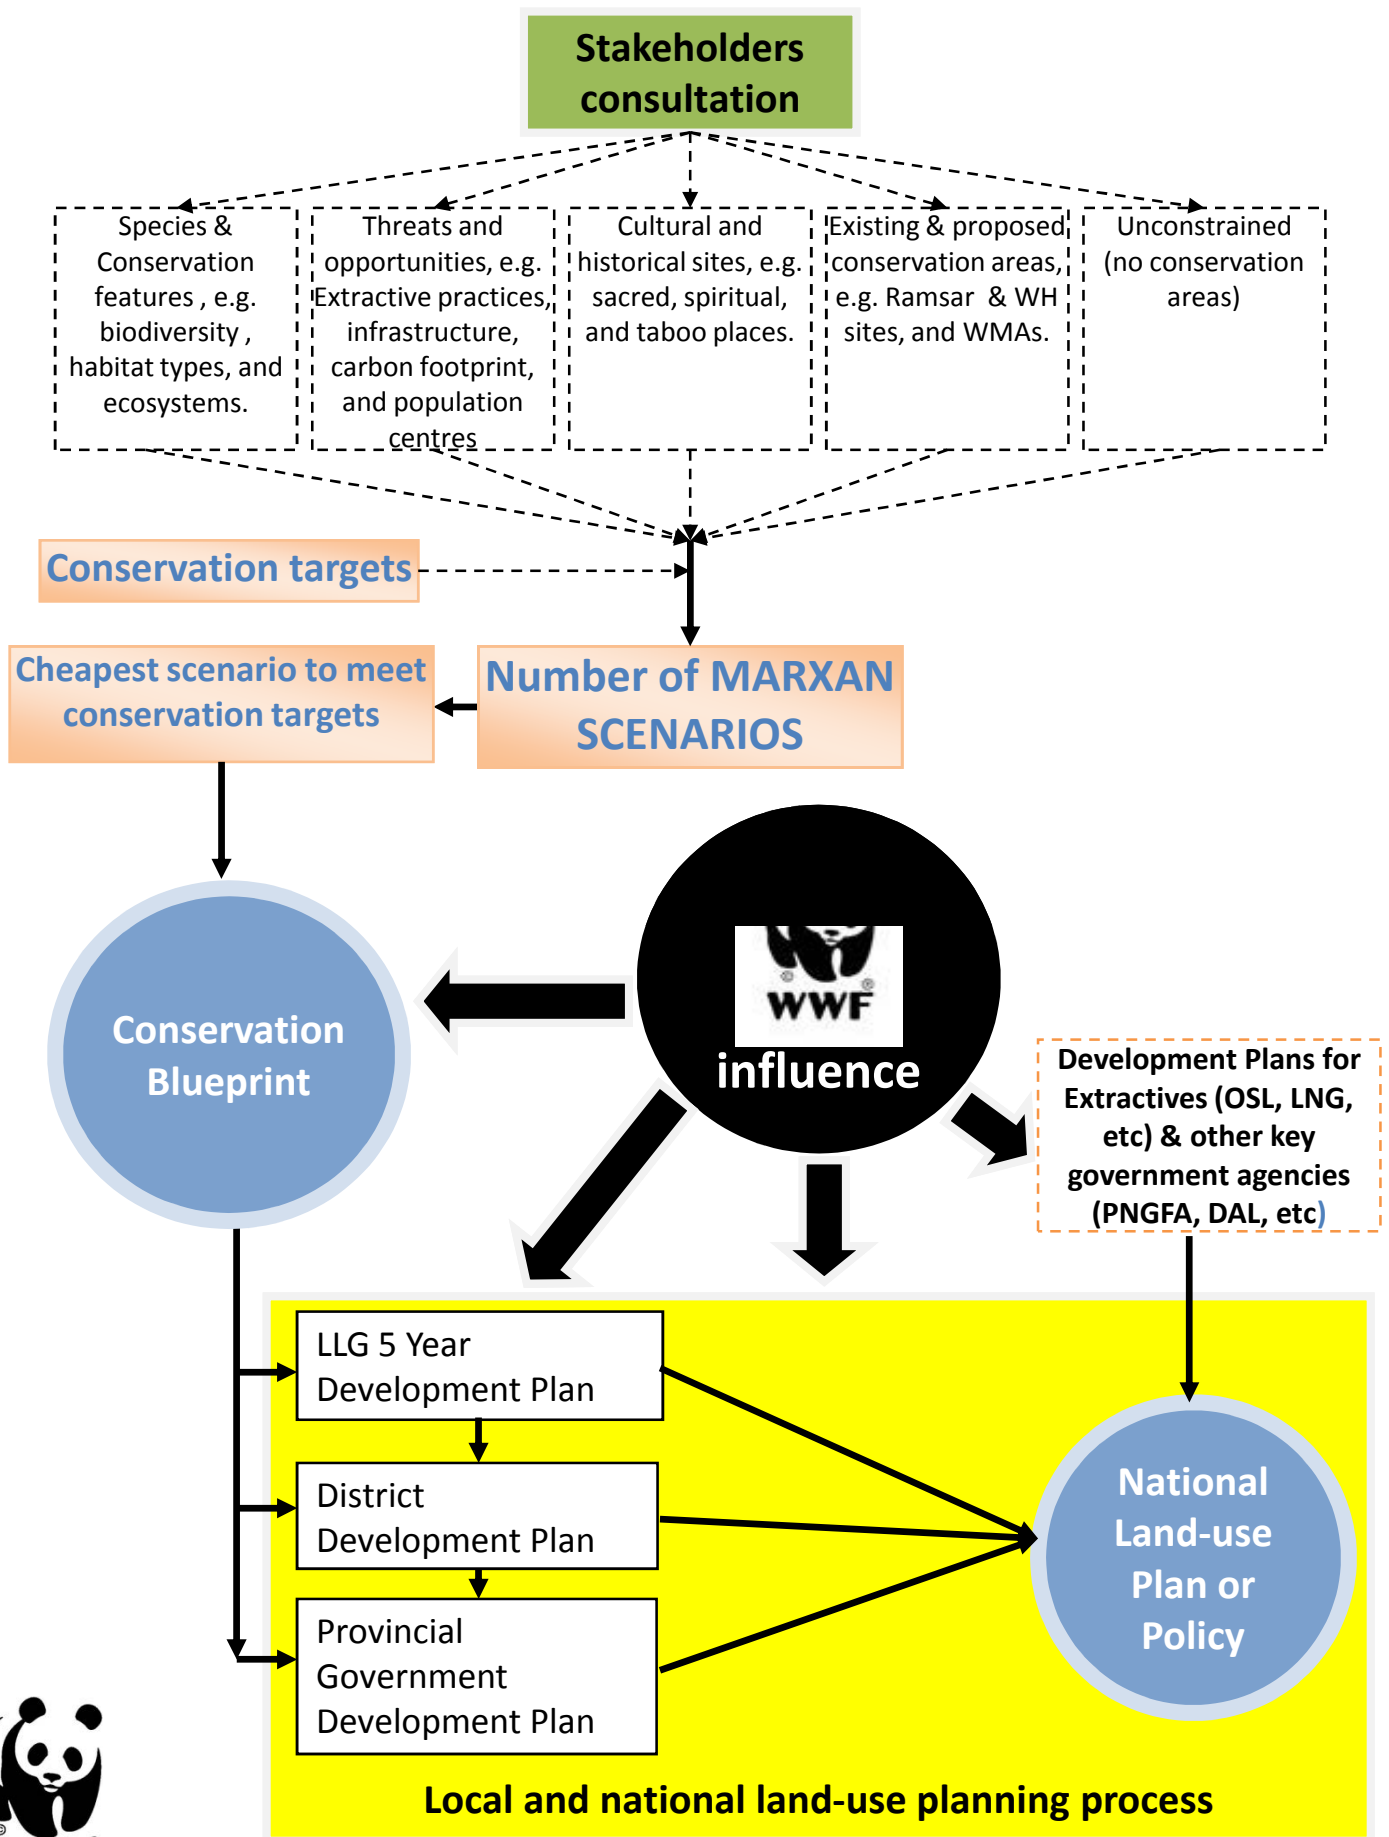 Stakeholders
consultation
Species &
Conservation
features , e.g.
biodiversity ,
habitat types, and
ecosystems.
Threats and
opportunities, e.g.
Extractive practices,
infrastructure,
carbon footprint,
and population
centres
Cultural and
historical sites, e.g.
sacred, spiritual,
and taboo places.
Existing & proposed
conservation areas,
e.g. Ramsar & WH
sites, and WMAs.
Unconstrained
(no conservation
areas)
Conservation targets
Cheapest scenario to meet
conservation targets
Number of MARXAN
SCENARIOS
Conservation
Blueprint
©
®
WWF
influence
Development Plans for
Extractives (OSL, LNG,
etc) & other key
government agencies
(PNGFA, DAL, etc)
LLG 5 Year
Development Plan
District
Development Plan
Provincial
Government
Development Plan
National
Land-use
Plan or
Policy
Local and national land-use planning process
©